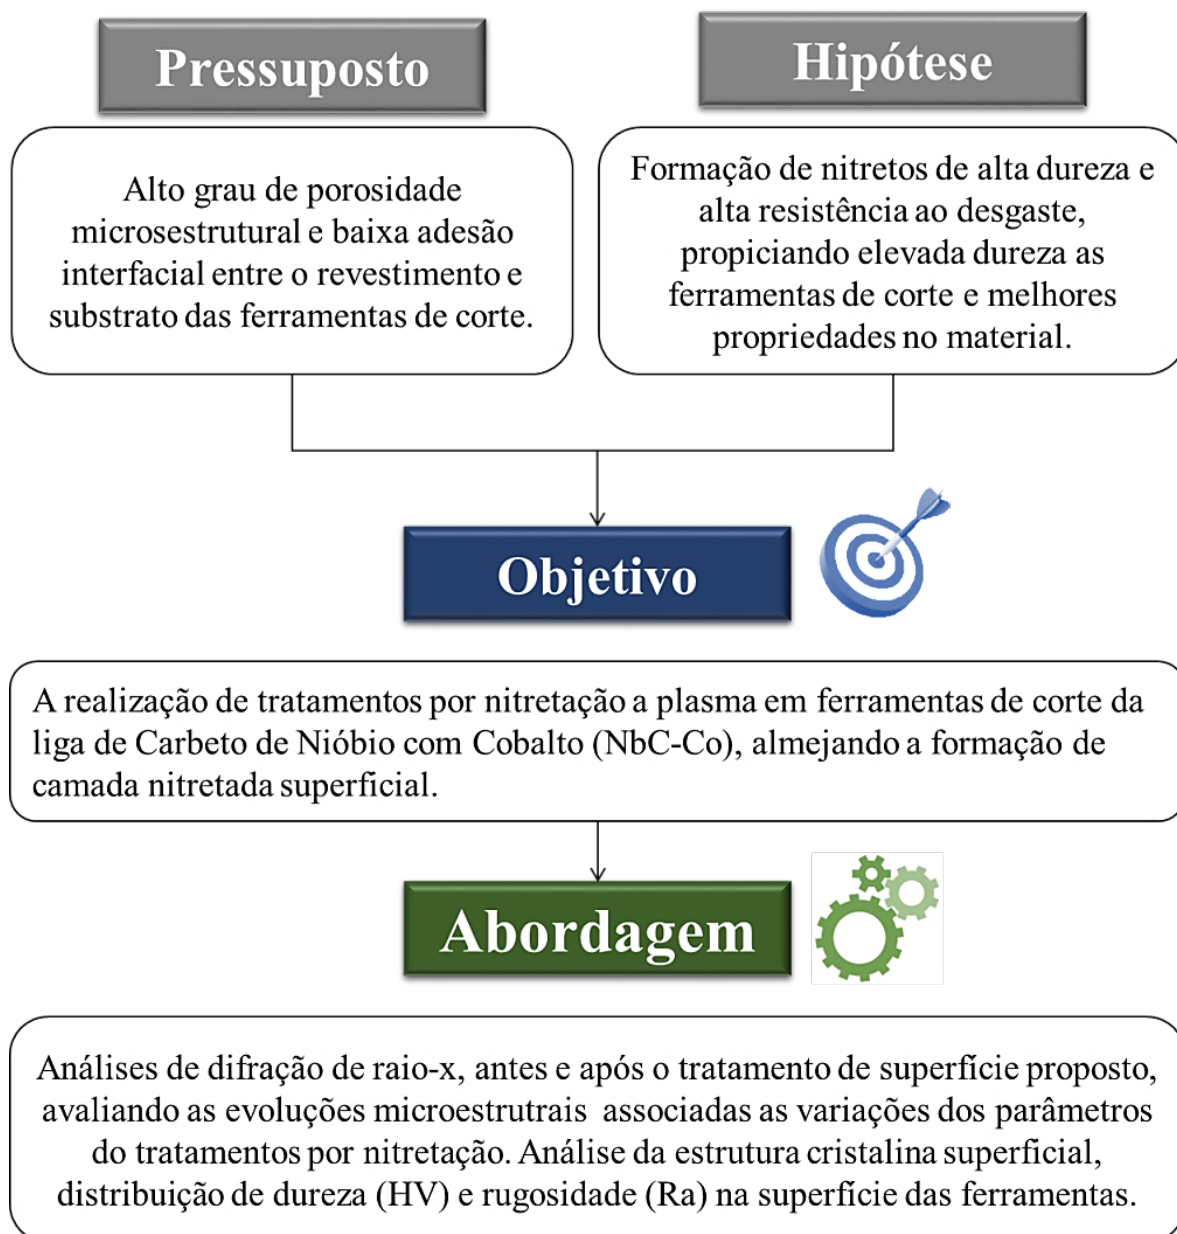 Pressuposto
Alto grau de porosidade
microsestrutural e baixa adesão
interfacial entre o revestimento e
substrato das ferramentas de corte.
Hipótese
Formação de nitretos de alta dureza e
alta resistência ao desgaste,
propiciando elevada dureza as
ferramentas de corte e melhores
propriedades no material.
Objetivo
A realização de tratamentos por nitretação a plasma em ferramentas de corte da
liga de Carbeto de Nióbio com Cobalto (NbC-Co), almejando a formação de
camada nitretada superficial.
Abordagem
Análises de difração de raio-x, antes e após o tratamento de superfície proposto,
avaliando as evoluções microestrutrais associadas as variações dos parâmetros
do tratamentos por nitretação. Análise da estrutura cristalina superficial,
distribuição de dureza (HV) e rugosidade (Ra) na superfície das ferramentas.